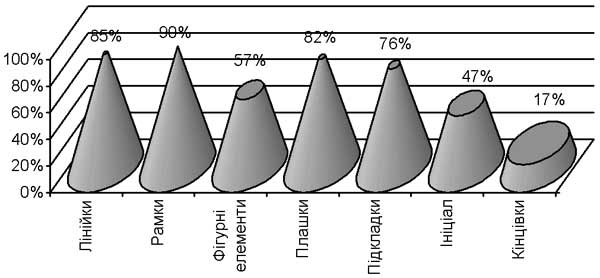 85%
90%
57%
82%
76%
47%
17%
100%
80%
60%
40%
20%
0%
Лінійки
Рамки
Фігурні
елементи
Плашки
Підкладки
Ініціал
Кінцівки